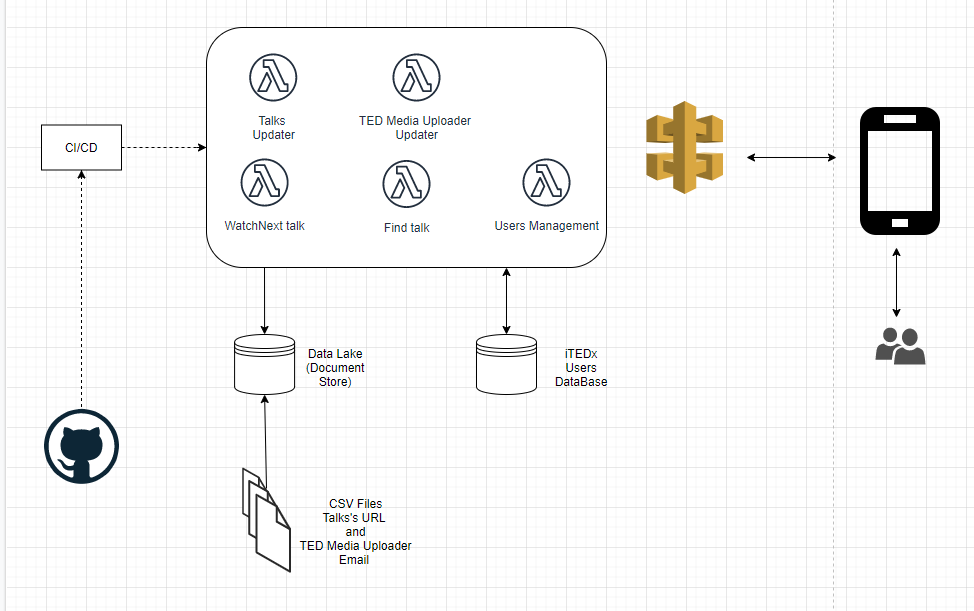 Talks
Updater
TED Media Uploader
Updater
CI/CD
WatchNext talk
Find talk
Users Management
Data Lake
(Document
Store)
iTEDx
Users
DataBase
CSV Files
Talks's URL
and
TED Media Uploader
Email